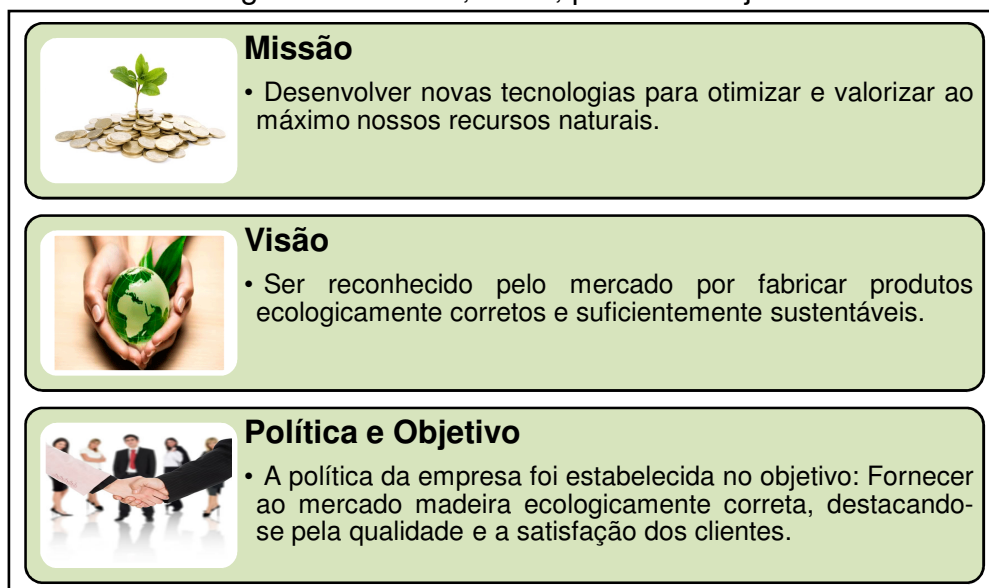 Missão
• Desenvolver novas tecnologias para otimizar e valorizar ao
máximo nossos recursos naturais.
Visão
• Ser reconhecido pelo mercado por fabricar produtos
ecologicamente corretos e suficientemente sustentáveis.
Política e Objetivo
• A política da empresa foi estabelecida no objetivo: Fornecer
ao mercado madeira ecologicamente correta, destacando-
se pela qualidade e a satisfação dos clientes.